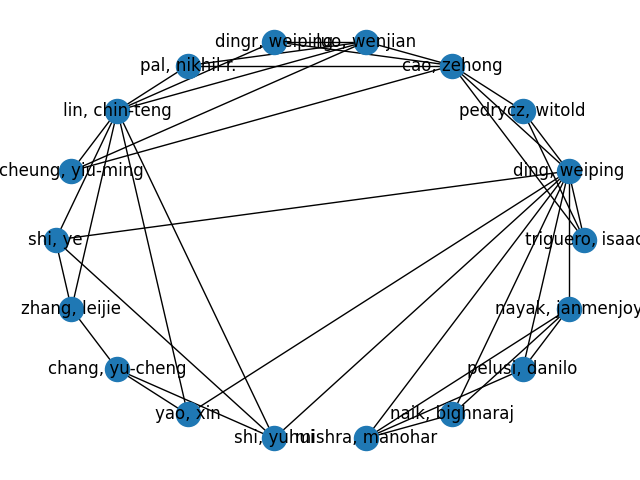 dingr, weiping
luo, wenjian
pal, nikhil r.
cao, zehong
lin, chin-teng
pedrycz, witold
cheung, yiu-ming
ding, weiping
shi, ye
triguero, isaac
zhang, leijie
nayak, janmenjoy
chang, yu-cheng
pelusi, danilo
yao, xin
naik, bighnaraj
shi, yuhui
mishra, manohar